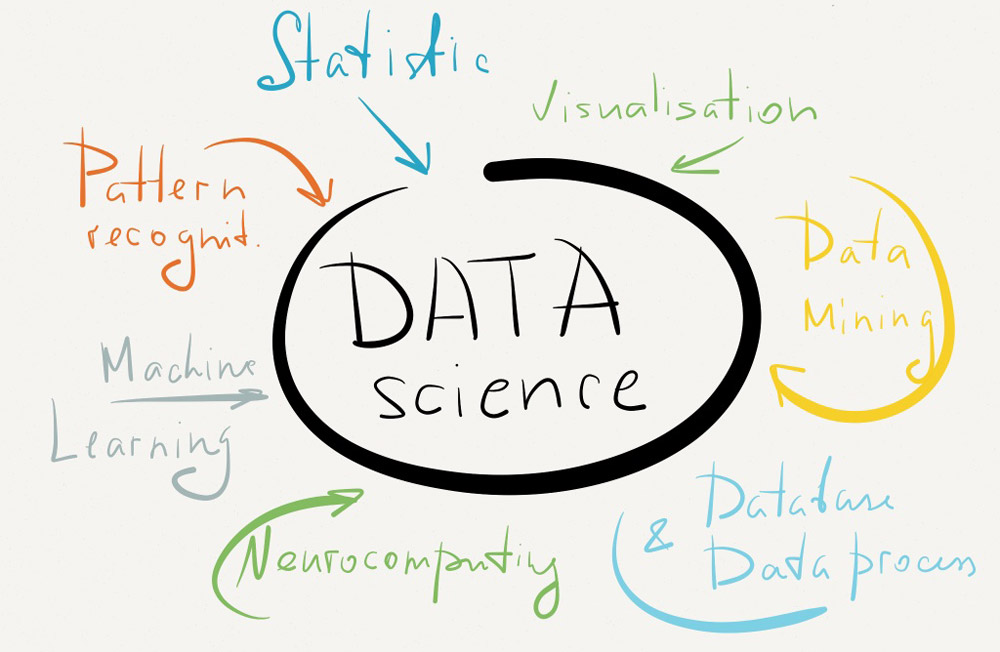 Statistic
Visualisation
Pattern
recognit.
DATA
science
Data
Mining
Machine
Learning
Neurocomputing
Database
& Data process